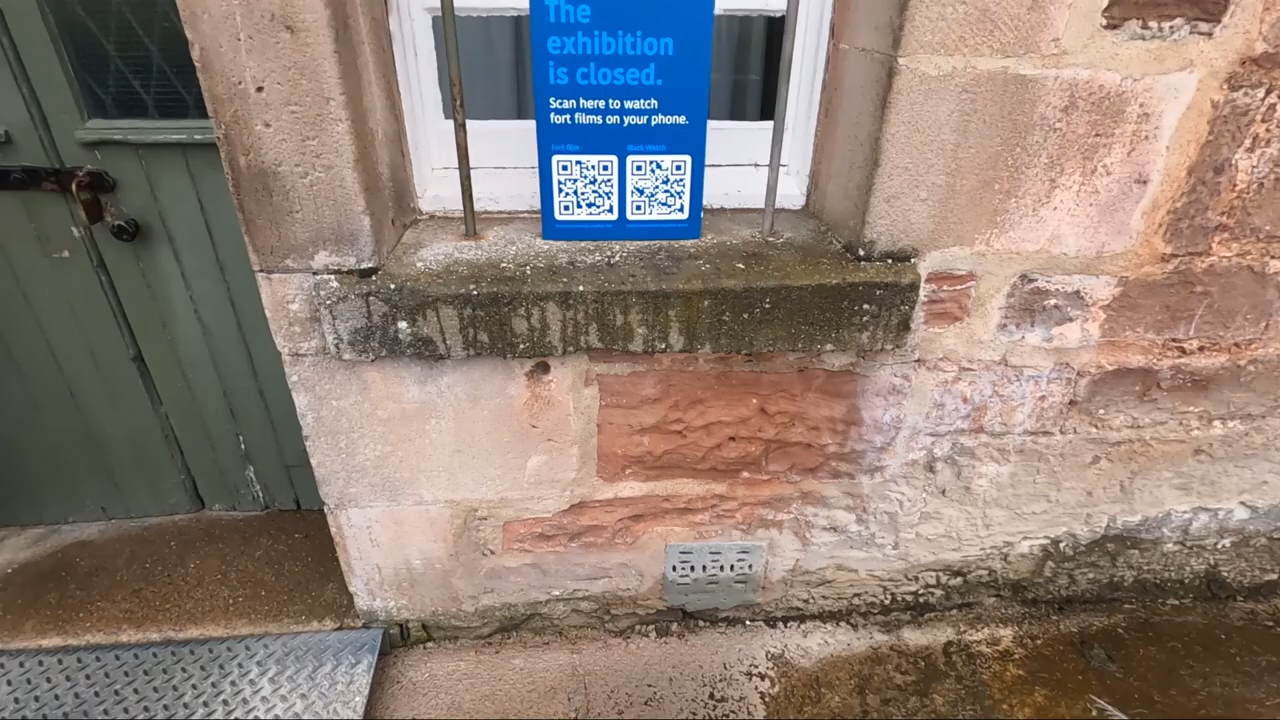 The
exhibition
is closed.
Scan here to watch
fort films on your phone.
Fort film
Black Watch